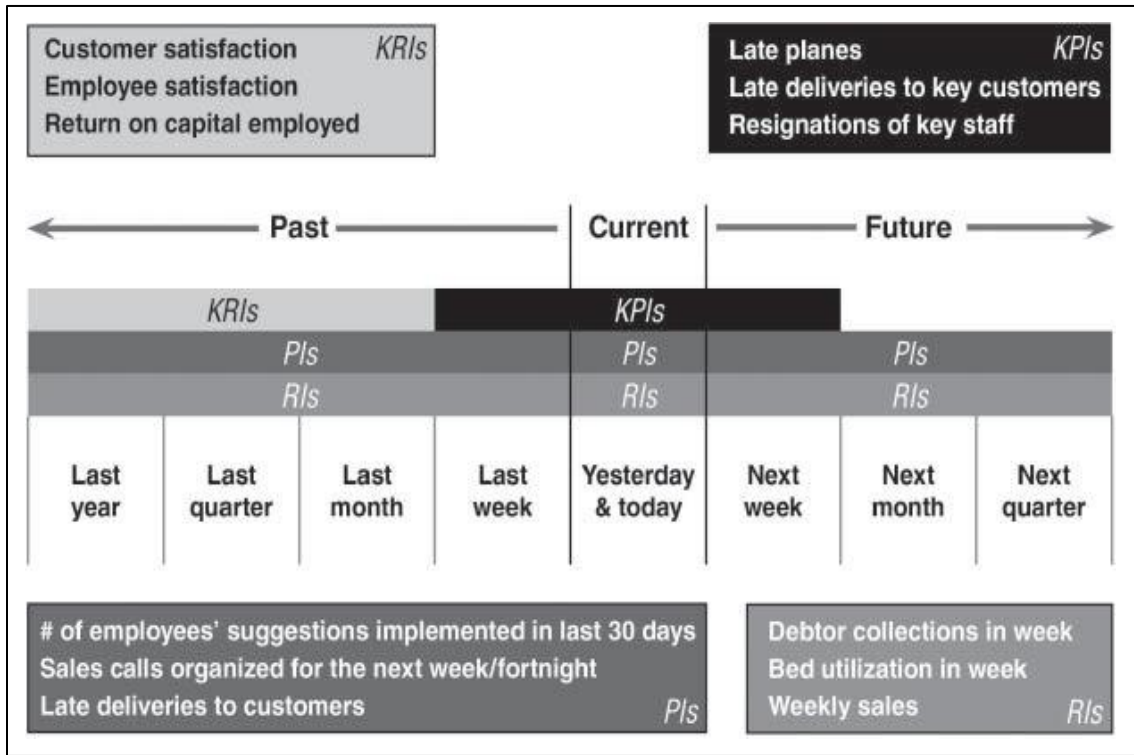 Customer satisfaction KRIs
Employee satisfaction
Return on capital employed
Late planes KPIs
Late deliveries to key customers
Resignations of key staff
Past Current Future
KRIs KPIs
PIs PIs PIs
RIs RIs RIs
Last year
Last quarter
Last month
Last week
Yesterday & today
Next week
Next month
Next quarter
# of employees’ suggestions implemented in last 30 days
Sales calls organized for the next week/fortnight
Late deliveries to customers PIs
Debtor collections in week
Bed utilization in week
Weekly sales RIs